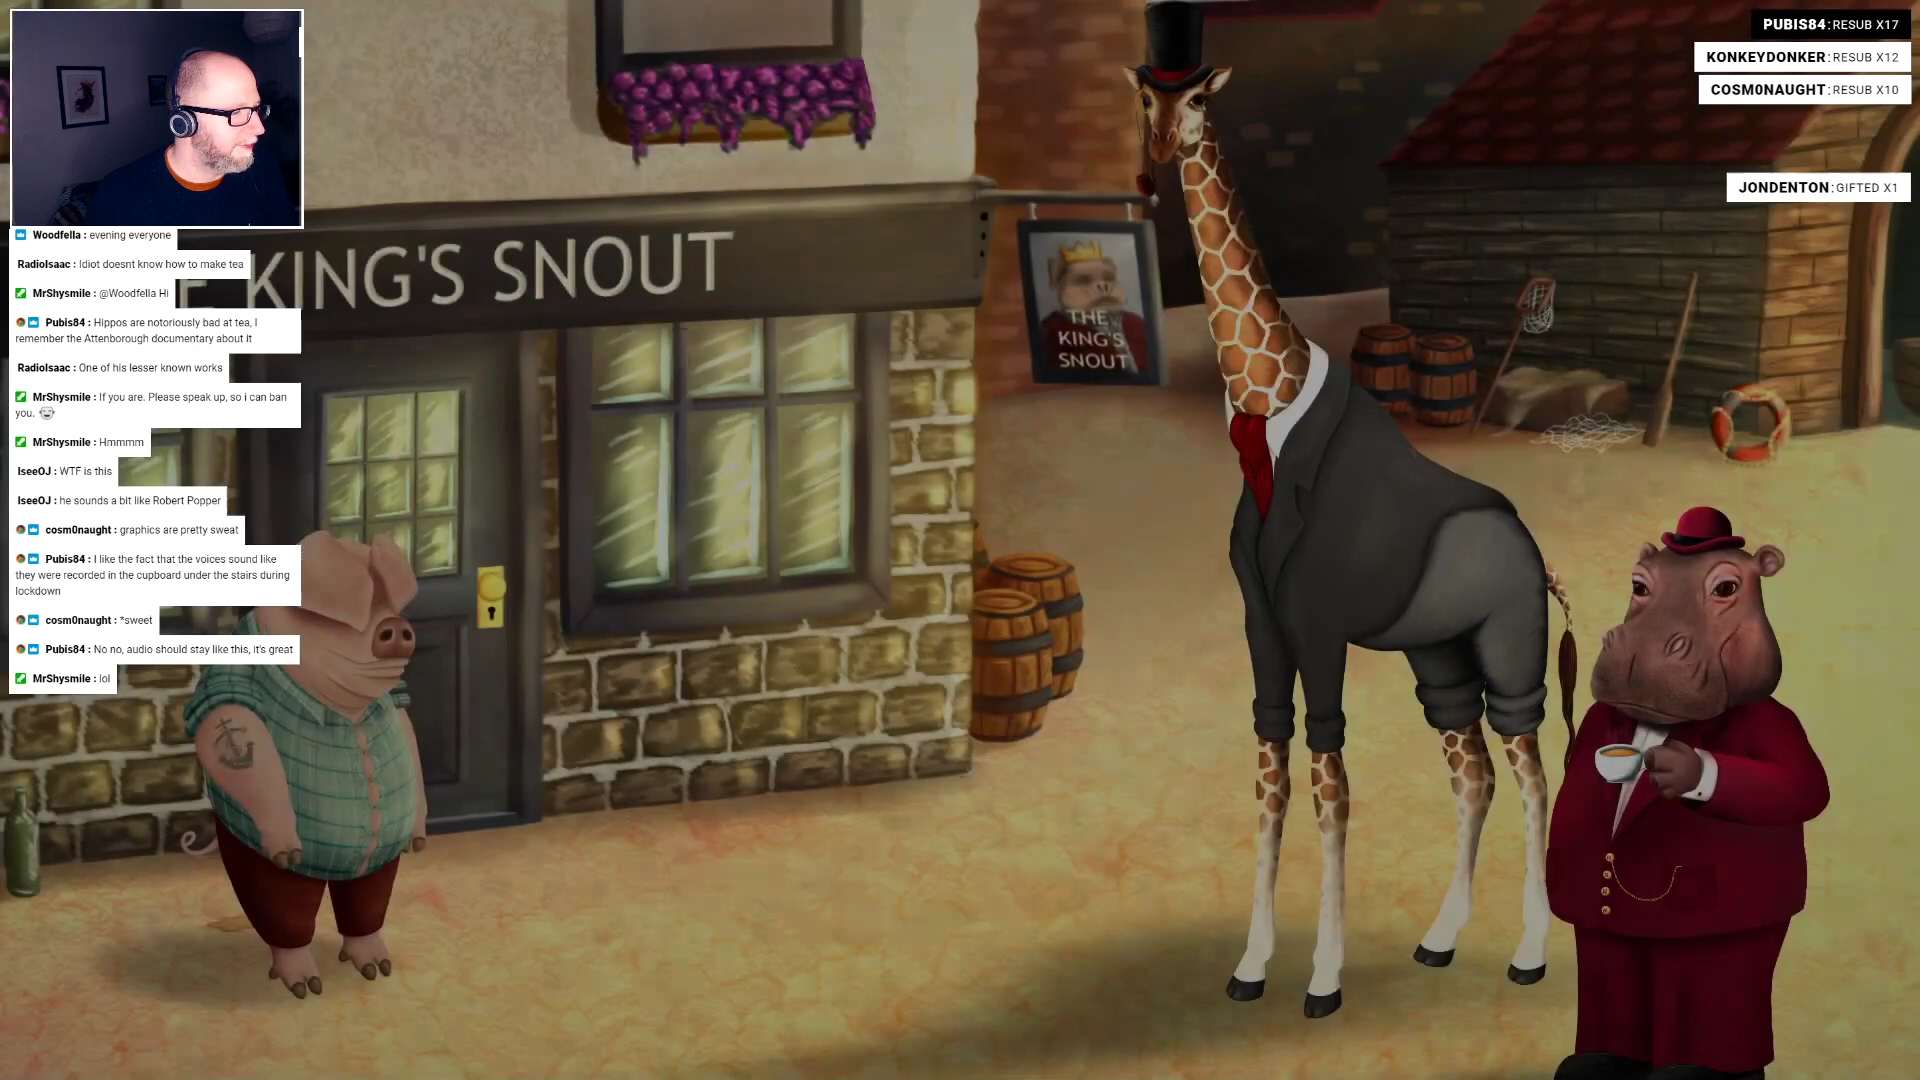 PUBIS84: RESUB X17
KONKEYDONKER: RESUB X12
COSM0NAUGHT: RESUB X10
JONDENTON: GIFTED X1
Woodfella : evening everyone
RadioIsaac : Idiot doesnt know how to make tea
MrShysmile : @Woodfella Hi
Pubis84 : Hippos are notoriously bad at tea, I
remember the Attenborough documentary about it
RadioIsaac : One of his lesser known works
MrShysmile : If you are. Please speak up, so i can ban
you.
MrShysmile : Hmmmm
IseeOJ : WTF is this
IseeOJ : he sounds a bit like Robert Popper
cosm0naught : graphics are pretty sweat
Pubis84 : I like the fact that the voices sound like
they were recorded in the cupboard under the stairs during
lockdown
cosm0naught : *sweet
Pubis84 : No no, audio should stay like this, it's great
MrShysmile : lol
E KING'S SNOUT
THE
KING'S
SNOUT